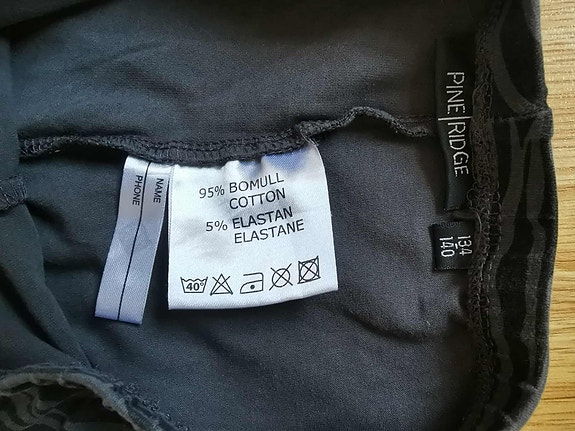 PINE|RIDGE
134
140
NAME
PHONE
95% BOMULL
COTTON
5% ELASTAN
ELASTANE
40°